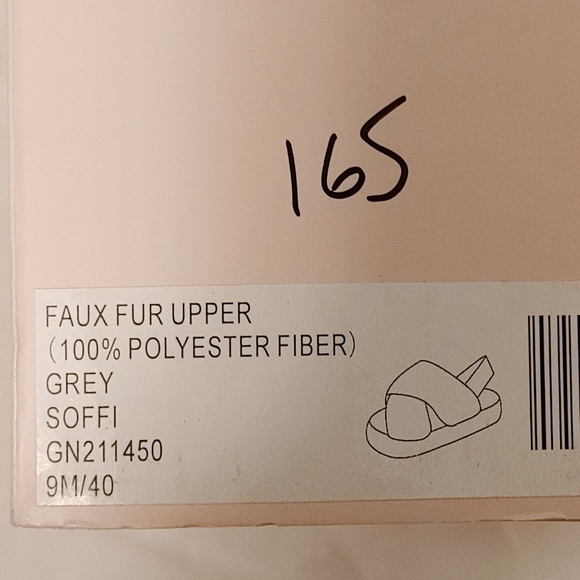 165
FAUX FUR UPPER
(100% POLYESTER FIBER)
GREY
SOFFI
GN211450
9M/40